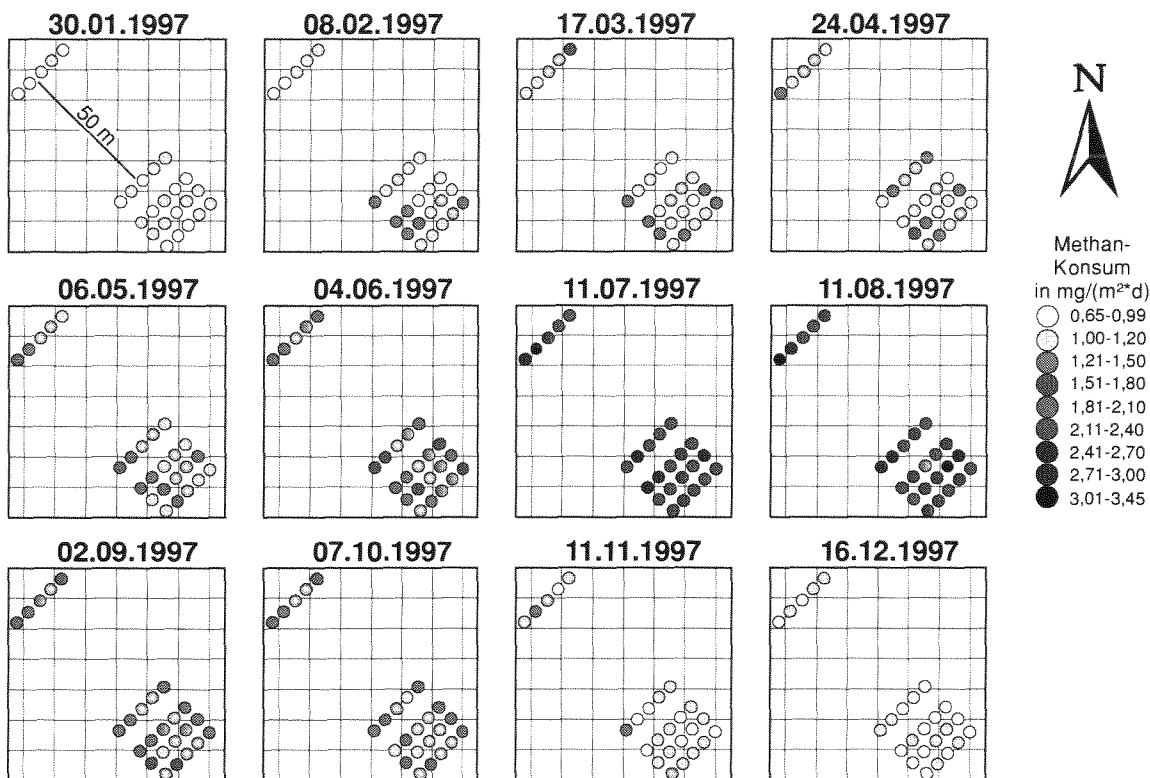 30.01.1997 08.02.1997 17.03.1997 24.04.1997
50 m
N
Methan-
Konsum
in mg/(m²*d)
0,65-0,99
1,00-1,20
1,21-1,50
1,51-1,80
1,81-2,10
2,11-2,40
2,41-2,70
2,71-3,00
3,01-3,45
06.05.1997 04.06.1997 11.07.1997 11.08.1997
02.09.1997 07.10.1997 11.11.1997 16.12.1997